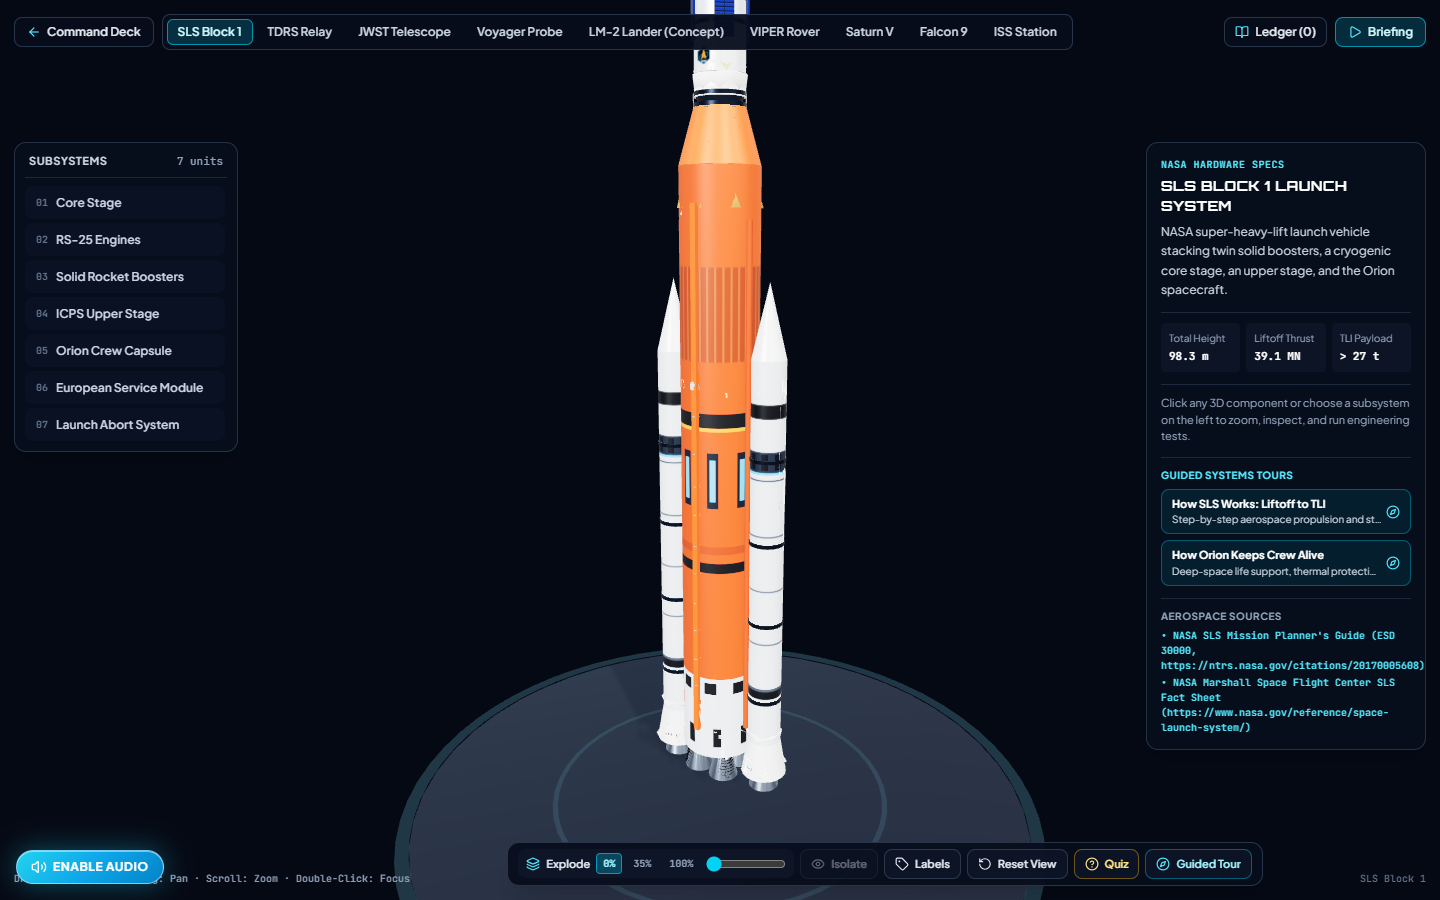 Command Deck
SLS Block 1
TDRS Relay
JWST Telescope
Voyager Probe
LM-2 Lander (Concept)
VIPER Rover
Saturn V
Falcon 9
ISS Station
Ledger (0)
Briefing
SUBSYSTEMS
7 units
01 Core Stage
02 RS-25 Engines
03 Solid Rocket Boosters
04 ICPS Upper Stage
05 Orion Crew Capsule
06 European Service Module
07 Launch Abort System
NASA HARDWARE SPECS
SLS BLOCK 1 LAUNCH
SYSTEM
NASA super-heavy-lift launch vehicle
stacking twin solid boosters, a cryogenic
core stage, an upper stage, and the Orion
spacecraft.
Total Height
98.3 m
Liftoff Thrust
39.1 MN
TLI Payload
> 27 t
Click any 3D component or choose a subsystem
on the left to zoom, inspect, and run engineering
tests.
GUIDED SYSTEMS TOURS
How SLS Works: Liftoff to TLI
Step-by-step aerospace propulsion and st...
How Orion Keeps Crew Alive
Deep-space life support, thermal protecti...
AEROSPACE SOURCES
• NASA SLS Mission Planner's Guide (ESD
30000,
https://ntrs.nasa.gov/citations/20170005608)
• NASA Marshall Space Flight Center SLS
Fact Sheet
(https://www.nasa.gov/reference/space-
launch-system/)
ENABLE AUDIO
Pan · Scroll: Zoom · Double-Click: Focus
Explode
0%
35%
100%
Isolate
Labels
Reset View
Quiz
Guided Tour
SLS Block 1